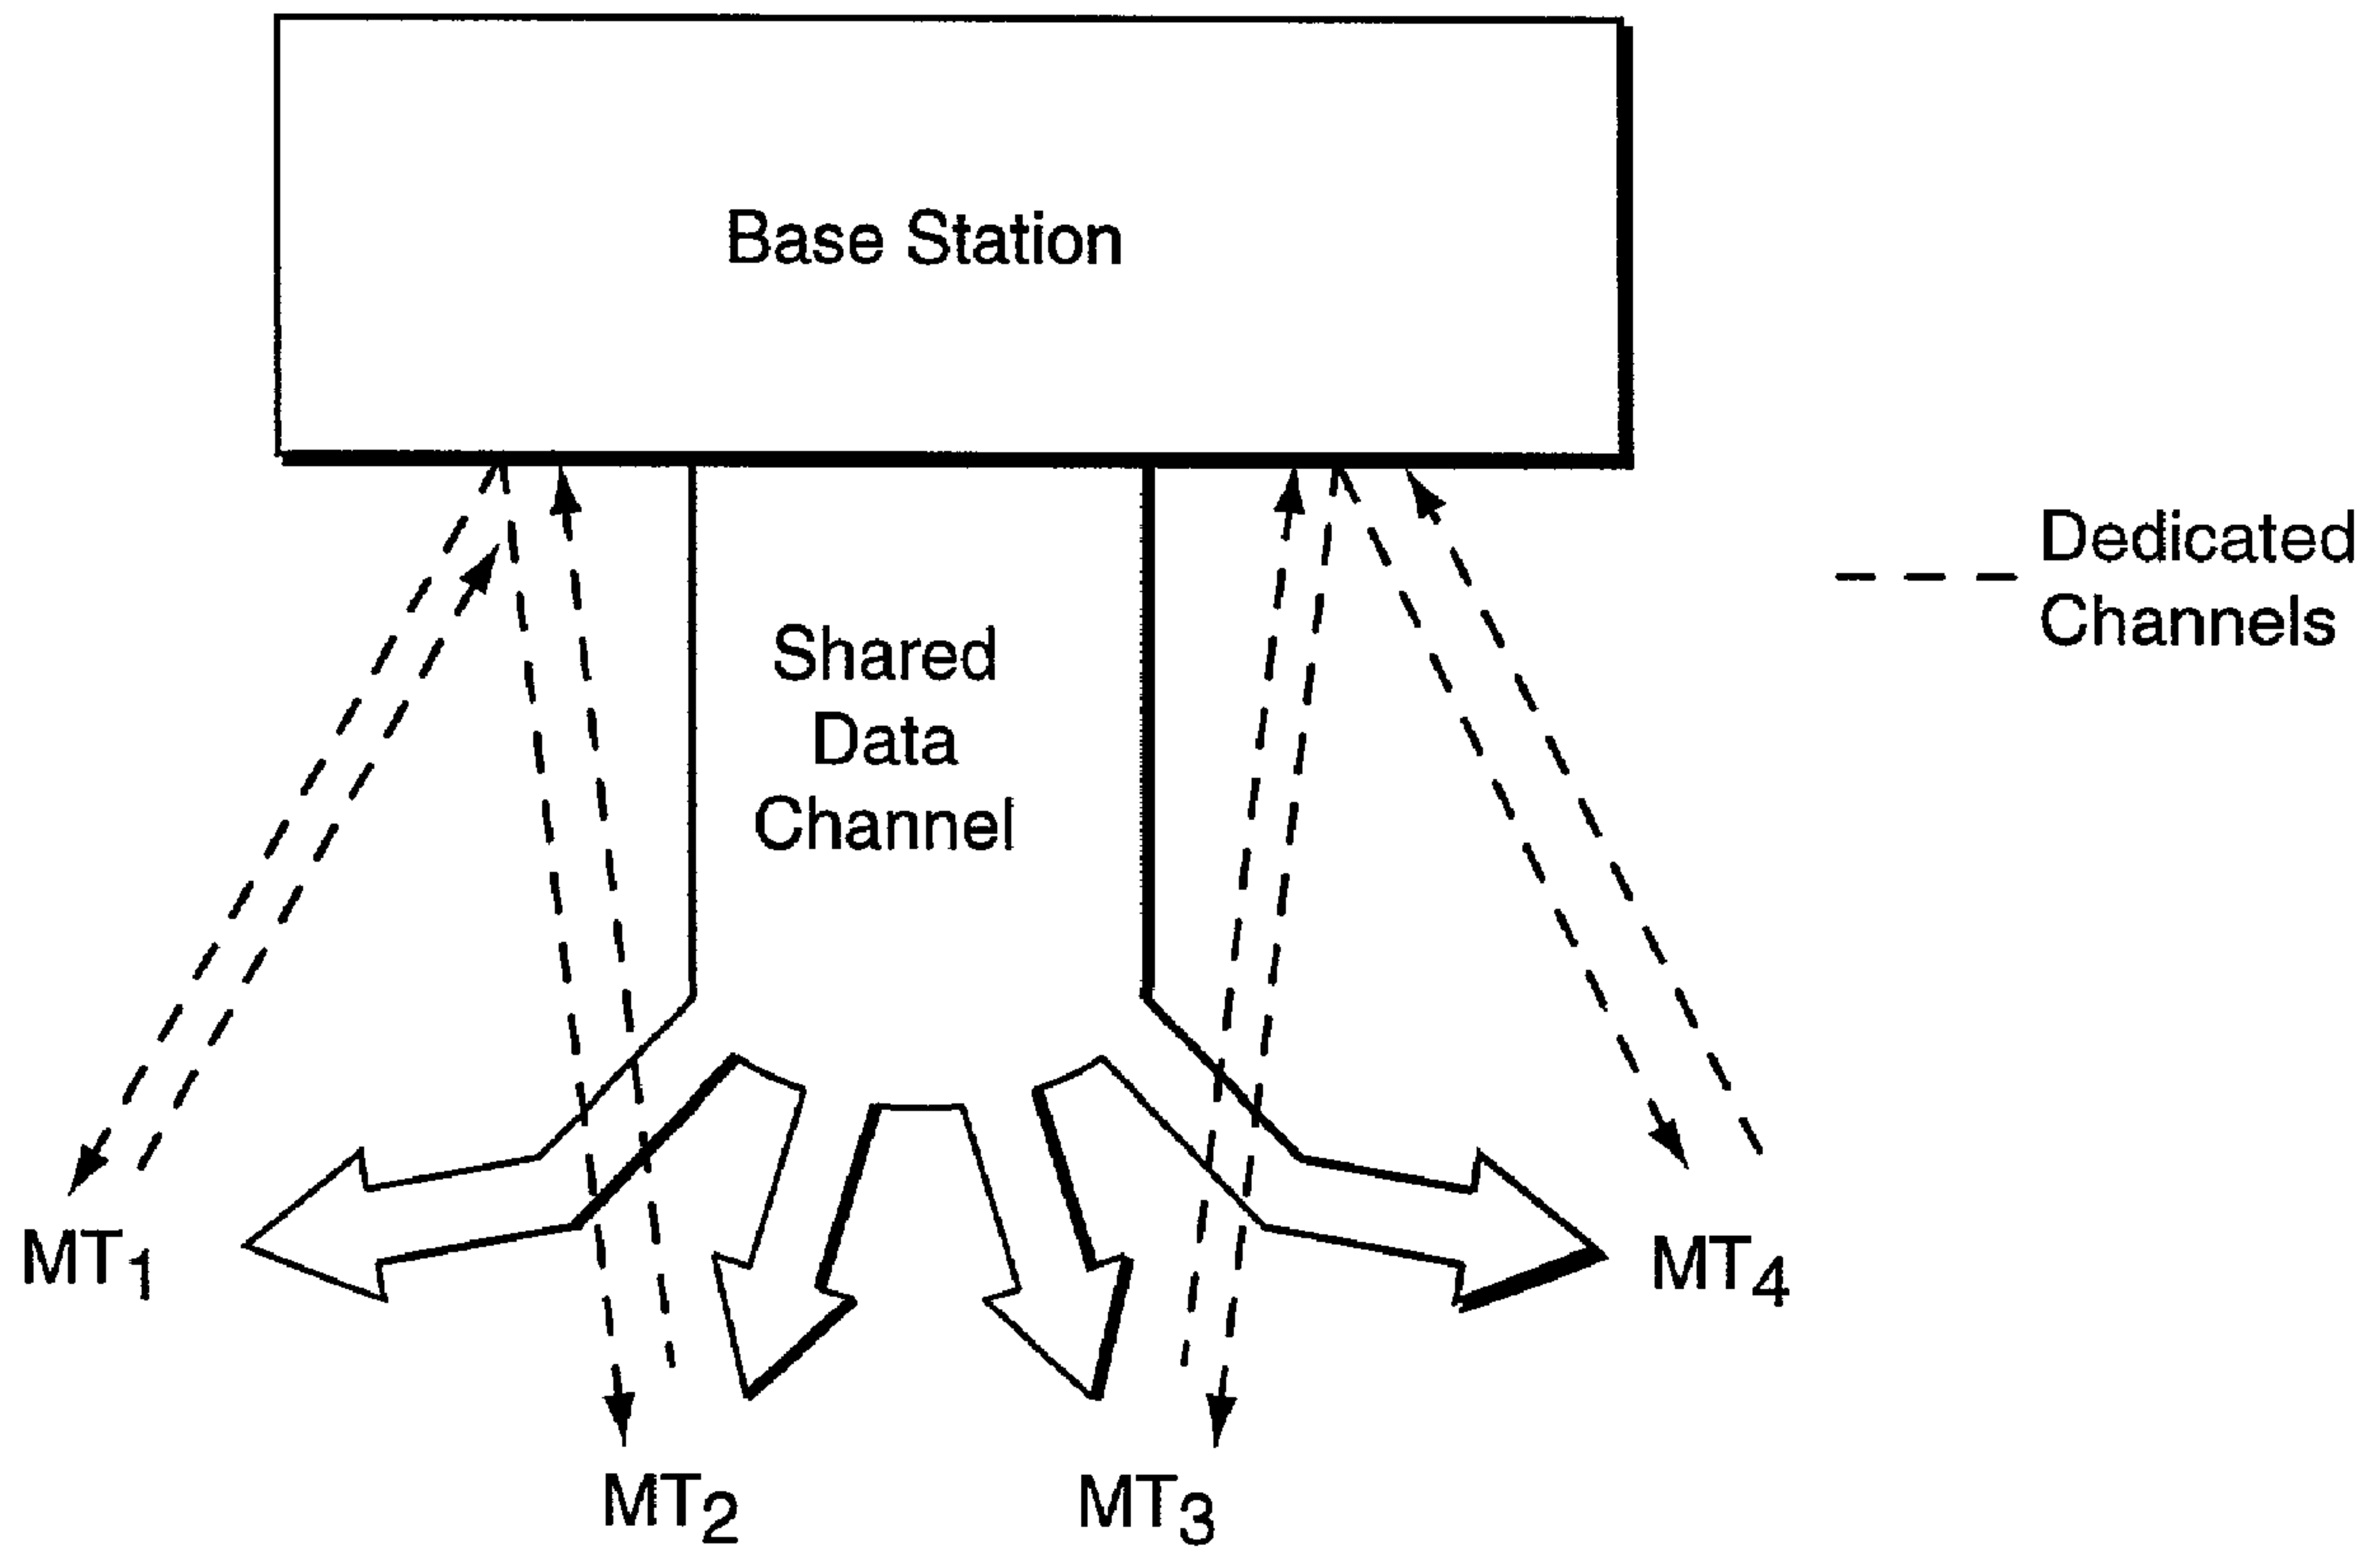 Base Station
Shared
Data
Channel
Dedicated
Channels
MT1
MT4
MT2
MT3